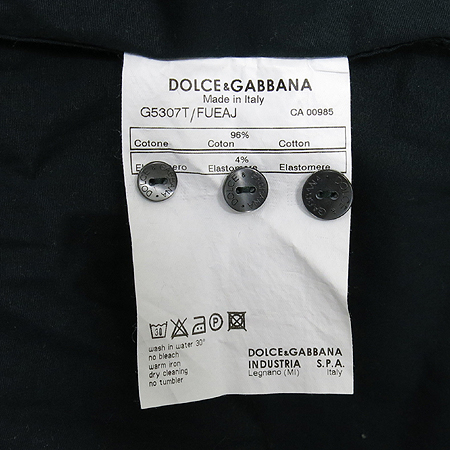 DOLCE&GABBANA
Made in Italy
G5307T/FUEAJ CA 00985
96%
Cotone Coton Cotton
4%
Elastomere Elastomere
wash in water 30°
no bleach
warm iron
dry cleaning
no tumbler
DOLCE&GABBANA
INDUSTRIA S.P.A.
Legnano (MI) Italy